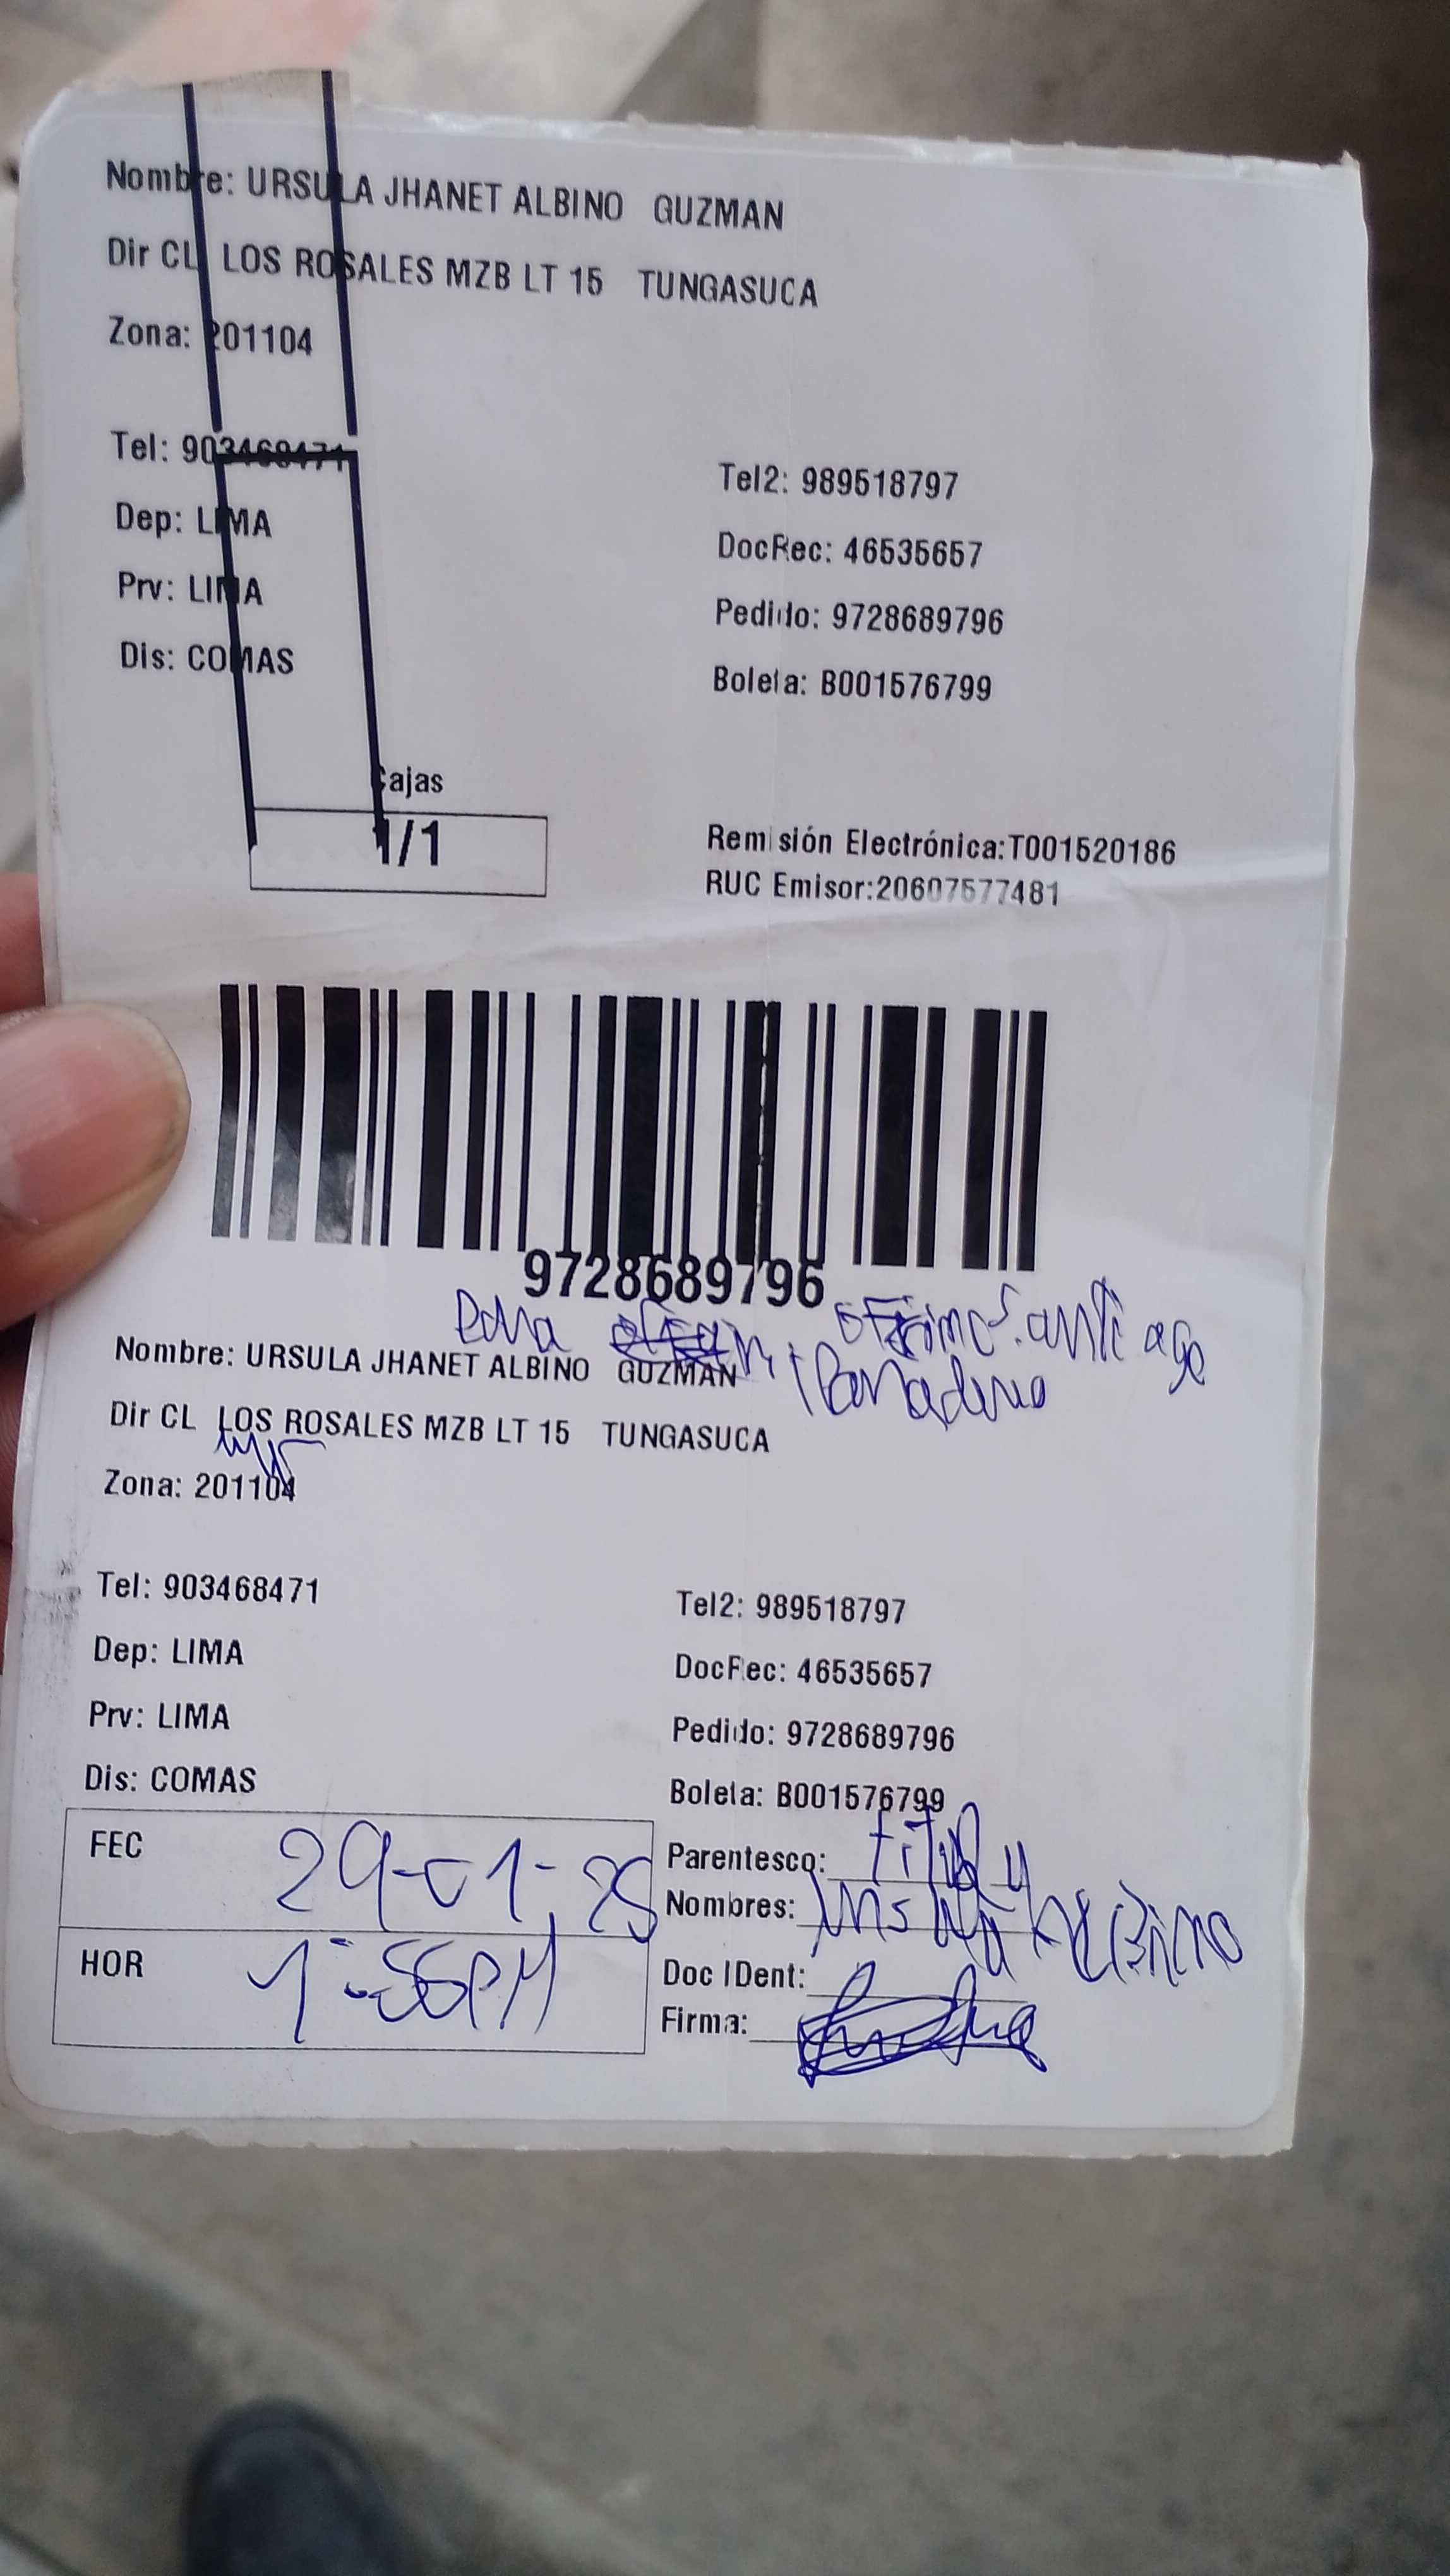 Nombre: URSULA JHANET ALBINO GUZMAN
Dir CL LOS ROSALES MZB LT 15 TUNGASUCA
Zona: 201104
Tel: 903468471
Tel2: 989518797
Dep: LIMA
DocRec: 46535657
Prv: LIMA
Pedido: 9728689796
Dis: COMAS
Boleta: B001576799
Cajas
1/1
Remisión Electrónica:T001520186
RUC Emisor:20607577481
9728689796
Nombre: URSULA JHANET ALBINO GUZMAN
Dir CL LOS ROSALES MZB LT 15 TUNGASUCA
Zona: 201104
Tel: 903468471
Tel2: 989518797
Dep: LIMA
DocRec: 46535657
Prv: LIMA
Pedido: 9728689796
Dis: COMAS
Boleta: B001576799
FEC 29-01-25
Parentesco: titular
Nombres: Albino
HOR 1:56PM
Doc IDent:
Firma: